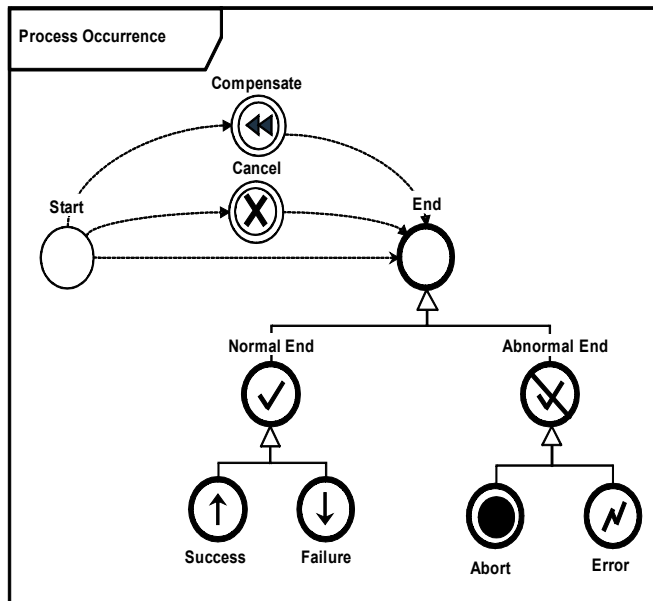 Process Occurrence
Compensate
Cancel
Start
End
Normal End
Abnormal End
Success
Failure
Abort
Error